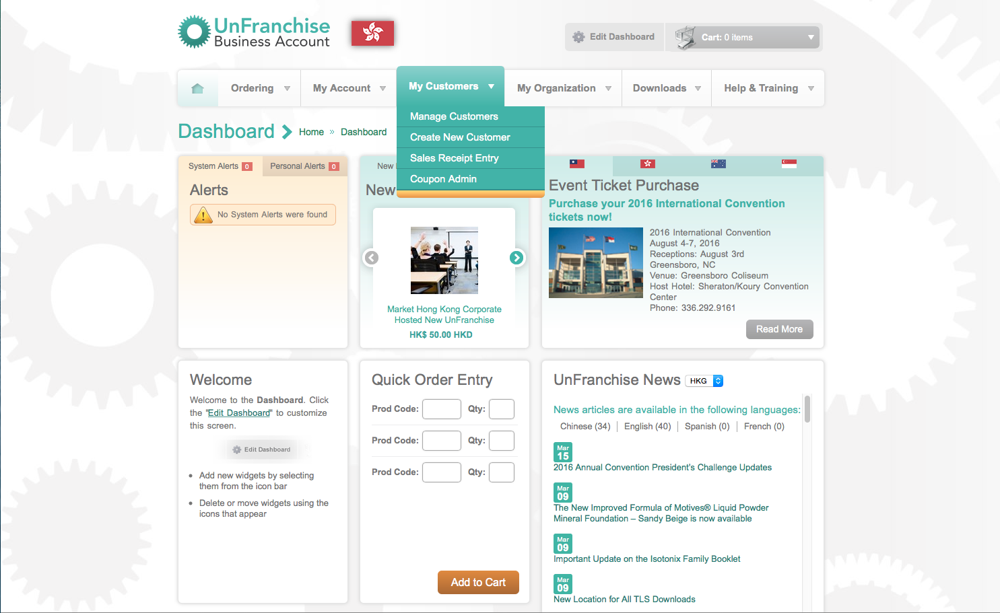 UnFranchise
Business Account
Edit Dashboard
Cart: 0 items
Ordering
My Account
My Customers
My Organization
Downloads
Help & Training
Manage Customers
Create New Customer
Sales Receipt Entry
Coupon Admin
Dashboard
Home » Dashboard
System Alerts 0
Personal Alerts 0
Alerts
No System Alerts were found
New
New
Market Hong Kong Corporate
Hosted New UnFranchise
HK$ 50.00 HKD
Event Ticket Purchase
Purchase your 2016 International Convention
tickets now!
2016 International Convention
August 4-7, 2016
Receptions: August 3rd
Greensboro, NC
Venue: Greensboro Coliseum
Host Hotel: Sheraton/Koury Convention
Center
Phone: 336.292.9161
Read More
Welcome
Welcome to the Dashboard. Click
the "Edit Dashboard" to customize
this screen.
Edit Dashboard
• Add new widgets by selecting
them from the icon bar
• Delete or move widgets using the
icons that appear
Quick Order Entry
Prod Code: Qty:
Prod Code: Qty:
Prod Code: Qty:
Add to Cart
UnFranchise News HKG
News articles are available in the following languages:
Chinese (34) English (40) Spanish (0) French (0)
Mar
15
2016 Annual Convention President's Challenge Updates
Mar
09
The New Improved Formula of Motives® Liquid Powder
Mineral Foundation – Sandy Beige is now available
Mar
09
Important Update on the Isotonix Family Booklet
Mar
09
New Location for All TLS Downloads